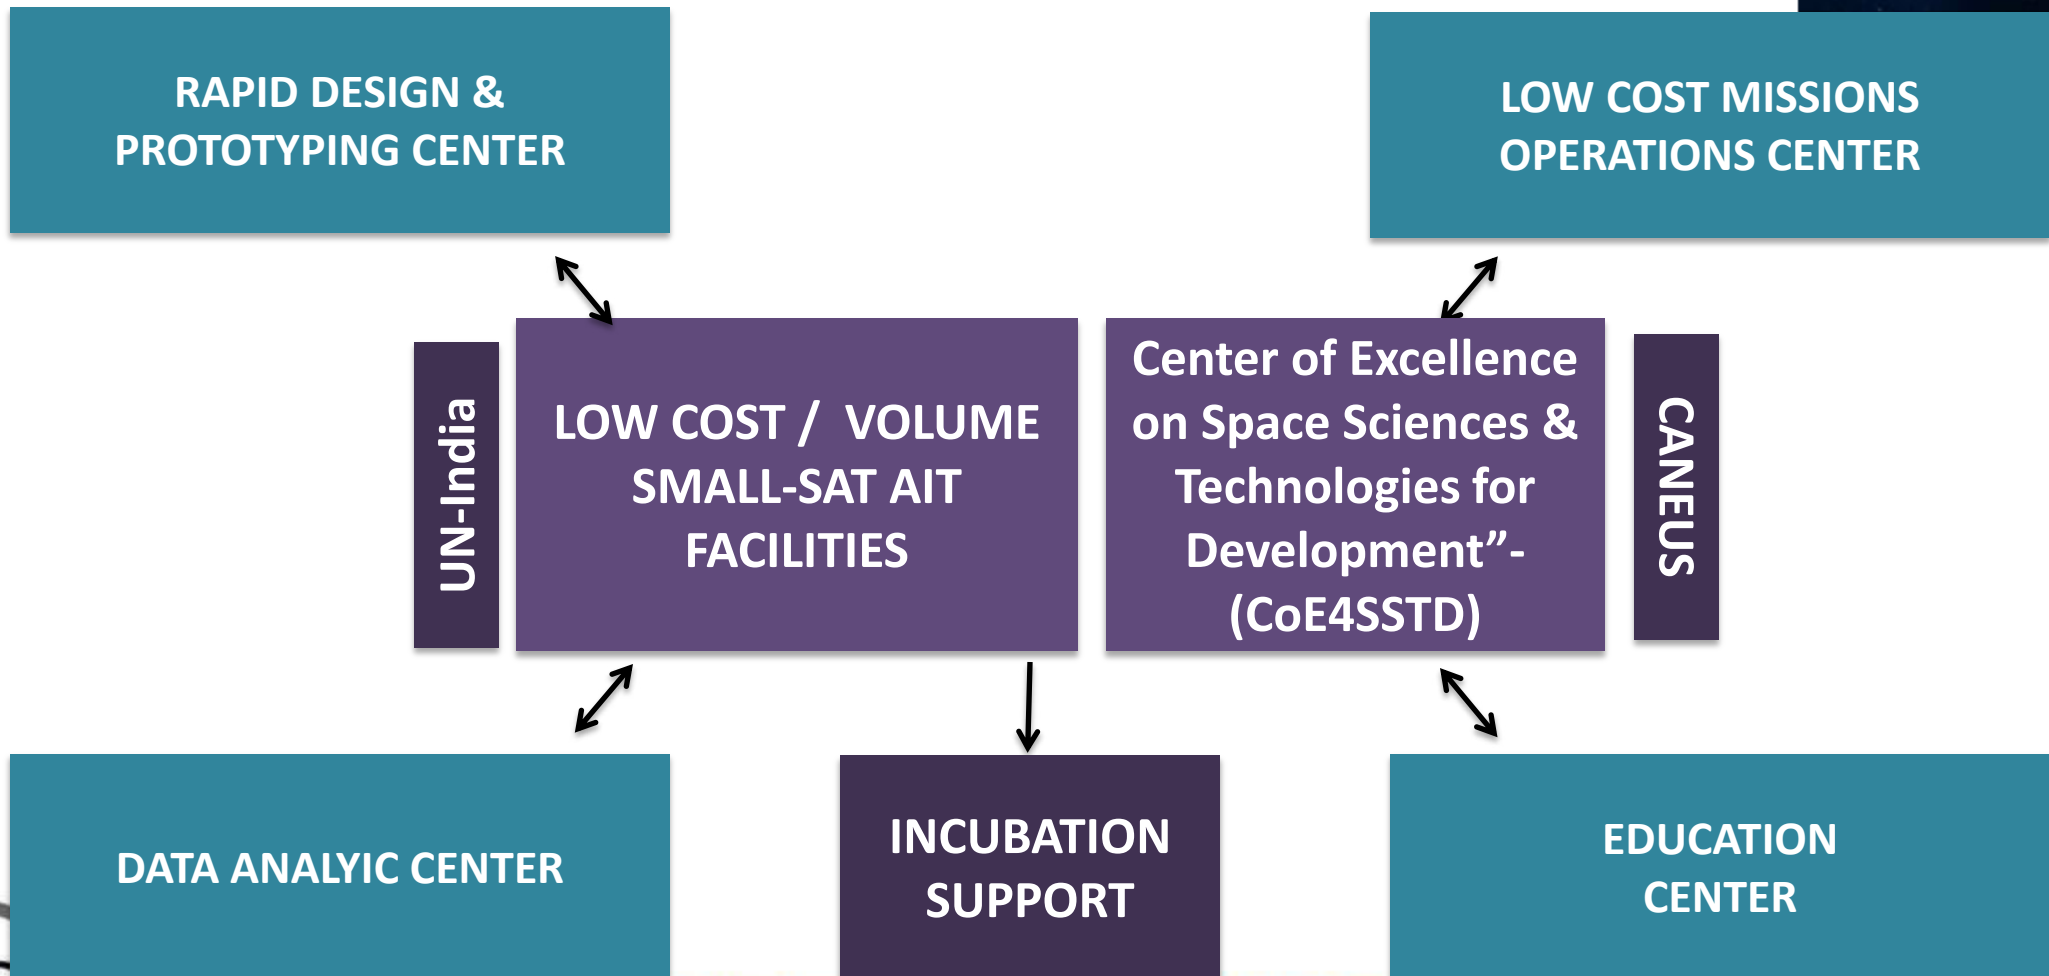 RAPID DESIGN &
PROTOTYPING CENTER
LOW COST MISSIONS
OPERATIONS CENTER
UN-India
LOW COST /  VOLUME
SMALL-SAT AIT
FACILITIES
Center of Excellence
on Space Sciences &
Technologies for
Development”-
(CoE4SSTD)
CANEUS
DATA ANALYIC CENTER
INCUBATION
SUPPORT
EDUCATION
CENTER